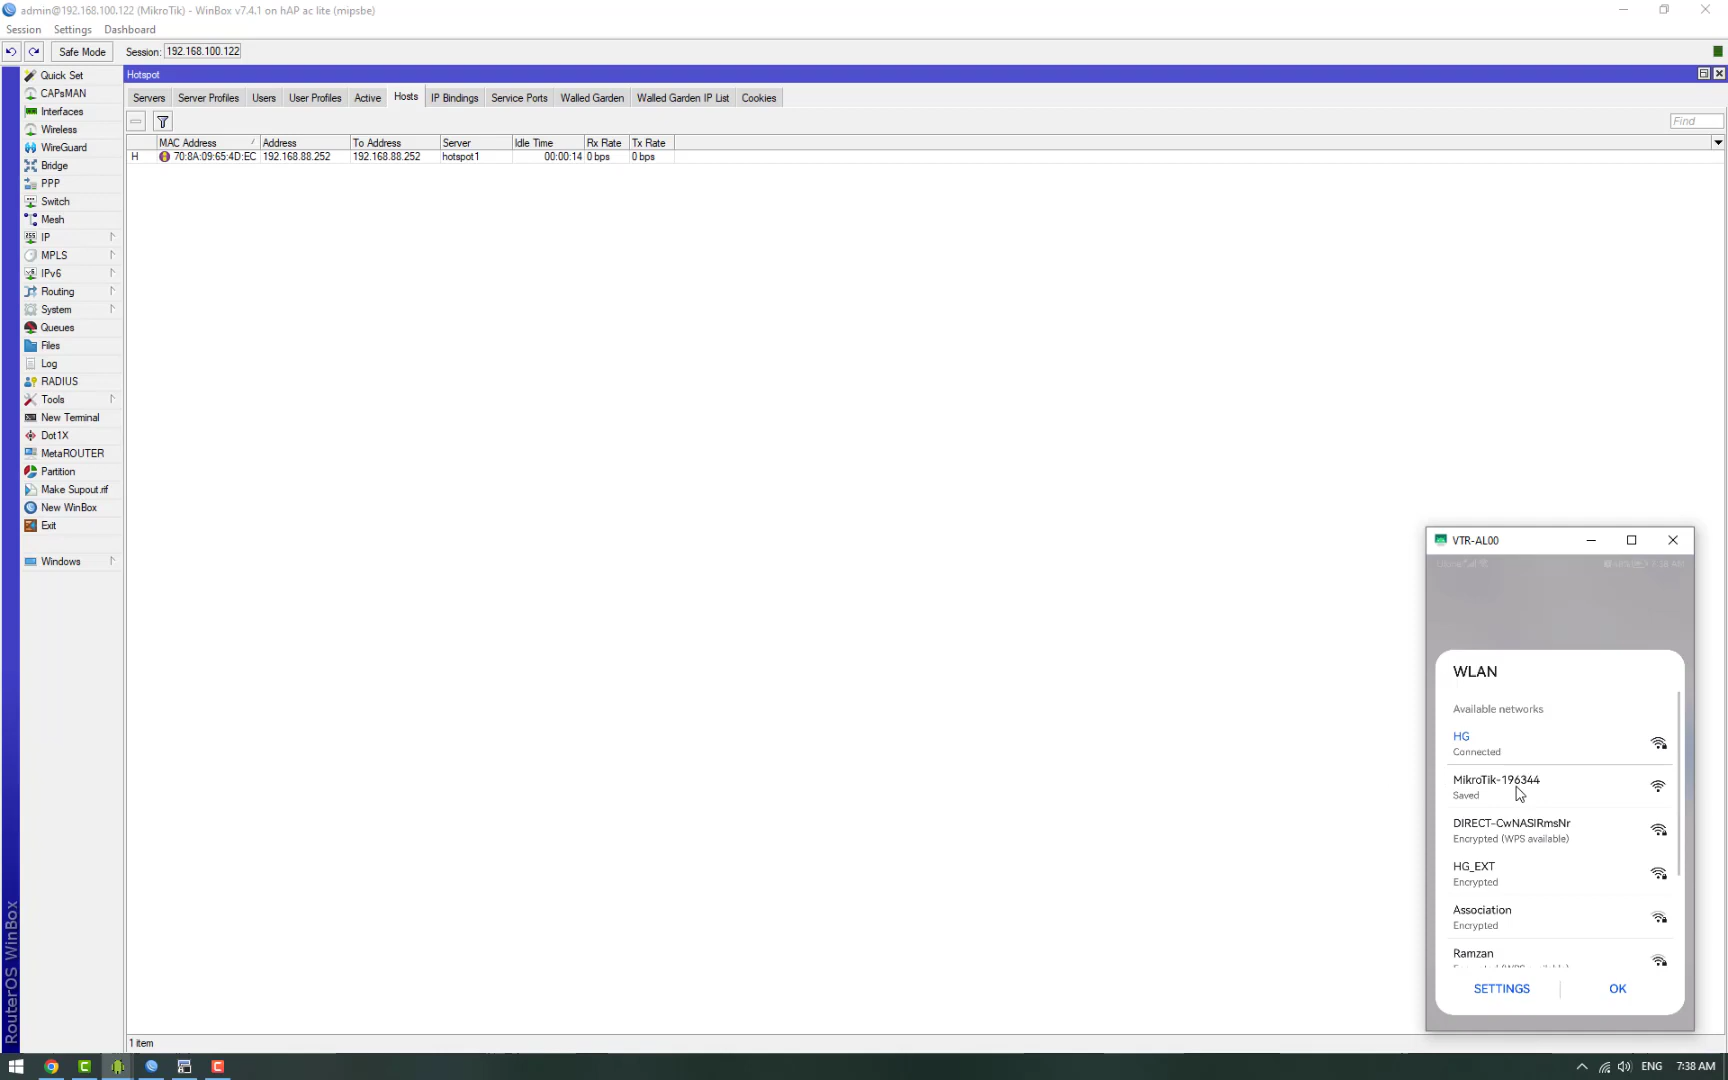 admin@192.168.100.122 (MikroTik) - WinBox v7.4.1 on hAP ac lite (mipsbe)
Session Settings Dashboard
Safe Mode Session: 192.168.100.122
Hotspot
Servers Server Profiles Users User Profiles Active Hosts IP Bindings Service Ports Walled Garden Walled Garden IP List Cookies
Find
MAC Address / Address To Address Server Idle Time Rx Rate Tx Rate
H 70:8A:09:65:4D:EC 192.168.88.252 192.168.88.252 hotspot1 00:00:14 0 bps 0 bps
Quick Set
CAPsMAN
Interfaces
Wireless
WireGuard
Bridge
PPP
Switch
Mesh
IP
MPLS
IPv6
Routing
System
Queues
Files
Log
RADIUS
Tools
New Terminal
Dot1X
MetaROUTER
Partition
Make Supout.rif
New WinBox
Exit
Windows
RouterOS WinBox
1 item
VTR-AL00
WLAN
Available networks
HG
Connected
MikroTik-196344
Saved
DIRECT-CwNASIRmsNr
Encrypted (WPS available)
HG_EXT
Encrypted
Association
Encrypted
Ramzan
SETTINGS OK
ENG 7:38 AM